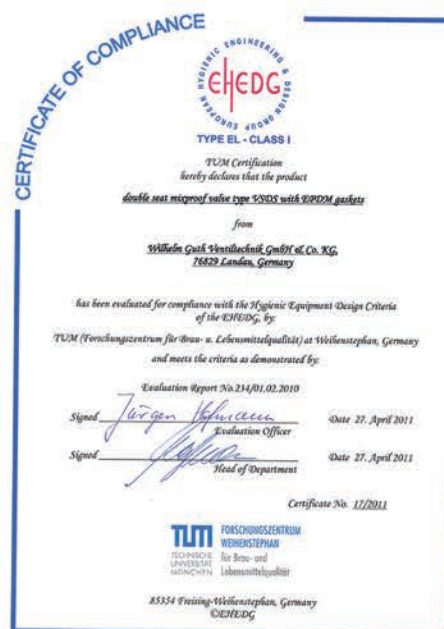 CERTIFICATE OF COMPLIANCE
EUROPEAN HYGIENIC ENGINEERING & DESIGN GROUP
EHEDG
TYPE EL - CLASS I
TUM Certification
hereby declares that the product
double seat mixproof valve type VSDS with EPDM gaskets
from
Wilhelm Guth Ventiltechnik GmbH & Co. KG,
76829 Landau, Germany
has been evaluated for compliance with the Hygienic Equipment Design Criteria
of the EHEDG, by:
TUM (Forschungszentrum für Brau- u. Lebensmittelqualität) at Weihenstephan, Germany
and meets the criteria as demonstrated by:
Evaluation Report No.234/01.02.2010
Signed Jürgen Hofmann Date 27. April 2011
Evaluation Officer
Signed Date 27. April 2011
Head of Department
Certificate No. 17/2011
TUM FORSCHUNGSZENTRUM
WEIHENSTEPHAN
TECHNISCHE für Brau- und
UNIVERSITÄT Lebensmittelqualität
MÜNCHEN
85354 Freising-Weihenstephan, Germany
©EHEDG